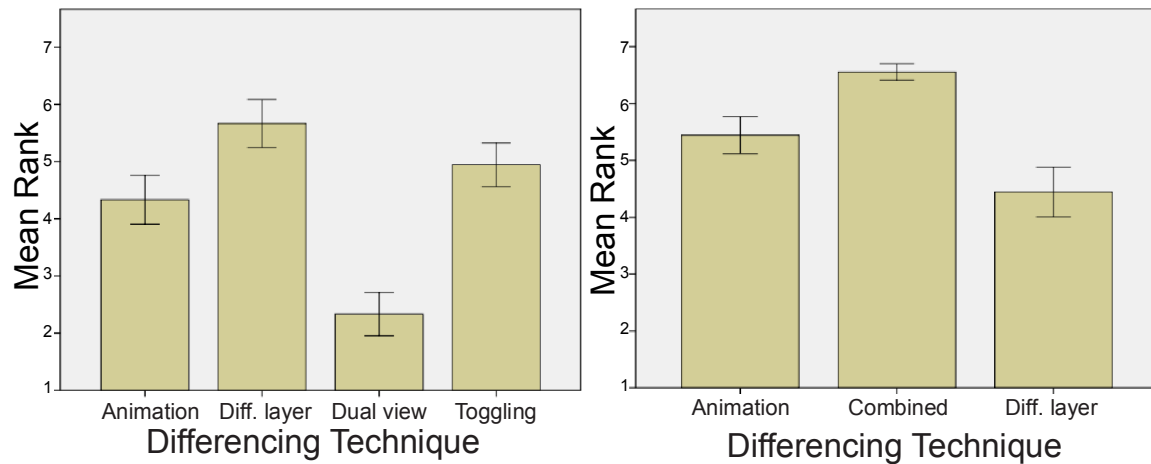 7
6
5
4
3
2
1
Mean Rank
Animation Diff. layer Dual view Toggling
Differencing Technique
7
6
5
4
3
2
1
Mean Rank
Animation Combined Diff. layer
Differencing Technique